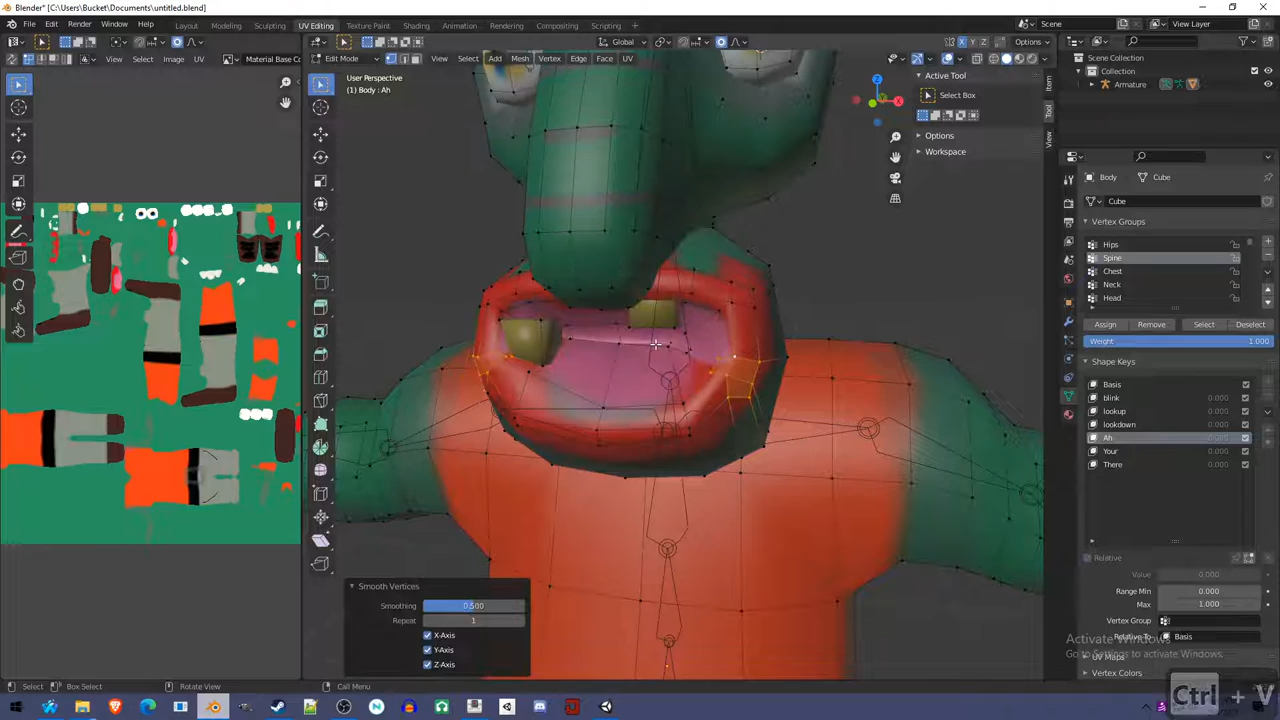 Blender* [C:\Users\Bucket\Documents\untitled.blend]
File Edit Render Window Help Layout Modeling Sculpting UV Editing Texture Paint Shading Animation Rendering Compositing Scripting + Scene View Layer
Global X Y Z Options
View Select Image Material Base Co Edit Mode View Select Add Mesh Vertex Edge Face UV
User Perspective
(1) Body : Ah
Active Tool
Select Box
Options
Workspace
Item
Tool
View
Z
X
Scene Collection
Collection
Armature
Body Cube
Cube
Vertex Groups
Hips
Spine
Chest
Neck
Head
Assign Remove Select Deselect
Weight 1.000
Shape Keys
Basis
blink 0.000
lookup 0.000
lookdown 0.000
Ah 0.000
Your 0.000
There 0.000
Relative
Value 0.000
Range Min 0.000
Max 1.000
Vertex Group
Relative To Basis
UV Maps
Vertex Colors
Activate Windows
Go to Settings to activate Windows.
Smooth Vertices
Smoothing 0.500
Repeat 1
X-Axis
Y-Axis
Z-Axis
Select Box Select Rotate View Call Menu
Ctrl + V